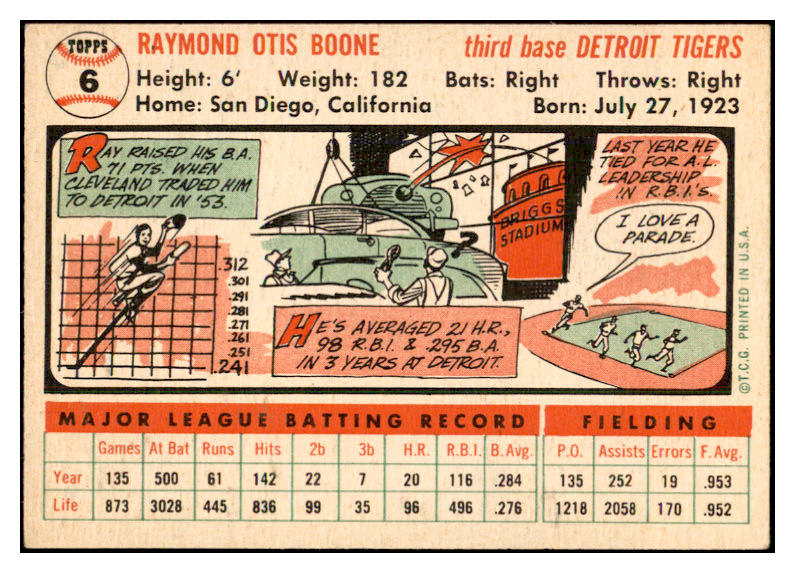 TOPPS
6
RAYMOND OTIS BOONE
third base DETROIT TIGERS
Height: 6' Weight: 182 Bats: Right Throws: Right
Home: San Diego, California Born: July 27, 1923
RAY RAISED HIS B.A.
71 PTS. WHEN
CLEVELAND TRADED HIM
TO DETROIT IN '53.
.312
.301
.291
.281
.271
.261
.251
.241
BRIGGS
STADIUM
HE'S AVERAGED 21 H.R.,
98 R.B.I. & .295 B.A.
IN 3 YEARS AT DETROIT.
LAST YEAR HE
TIED FOR A.L.
LEADERSHIP
IN R.B.I.'s.
I LOVE A
PARADE.
©T.C.G. PRINTED IN U.S.A.
MAJOR LEAGUE BATTING RECORD FIELDING
Games At Bat Runs Hits 2b 3b H.R. R.B.I. B. Avg. P.O. Assists Errors F. Avg.
Year 135 500 61 142 22 7 20 116 .284 135 252 19 .953
Life 873 3028 445 836 99 35 96 496 .276 1218 2058 170 .952